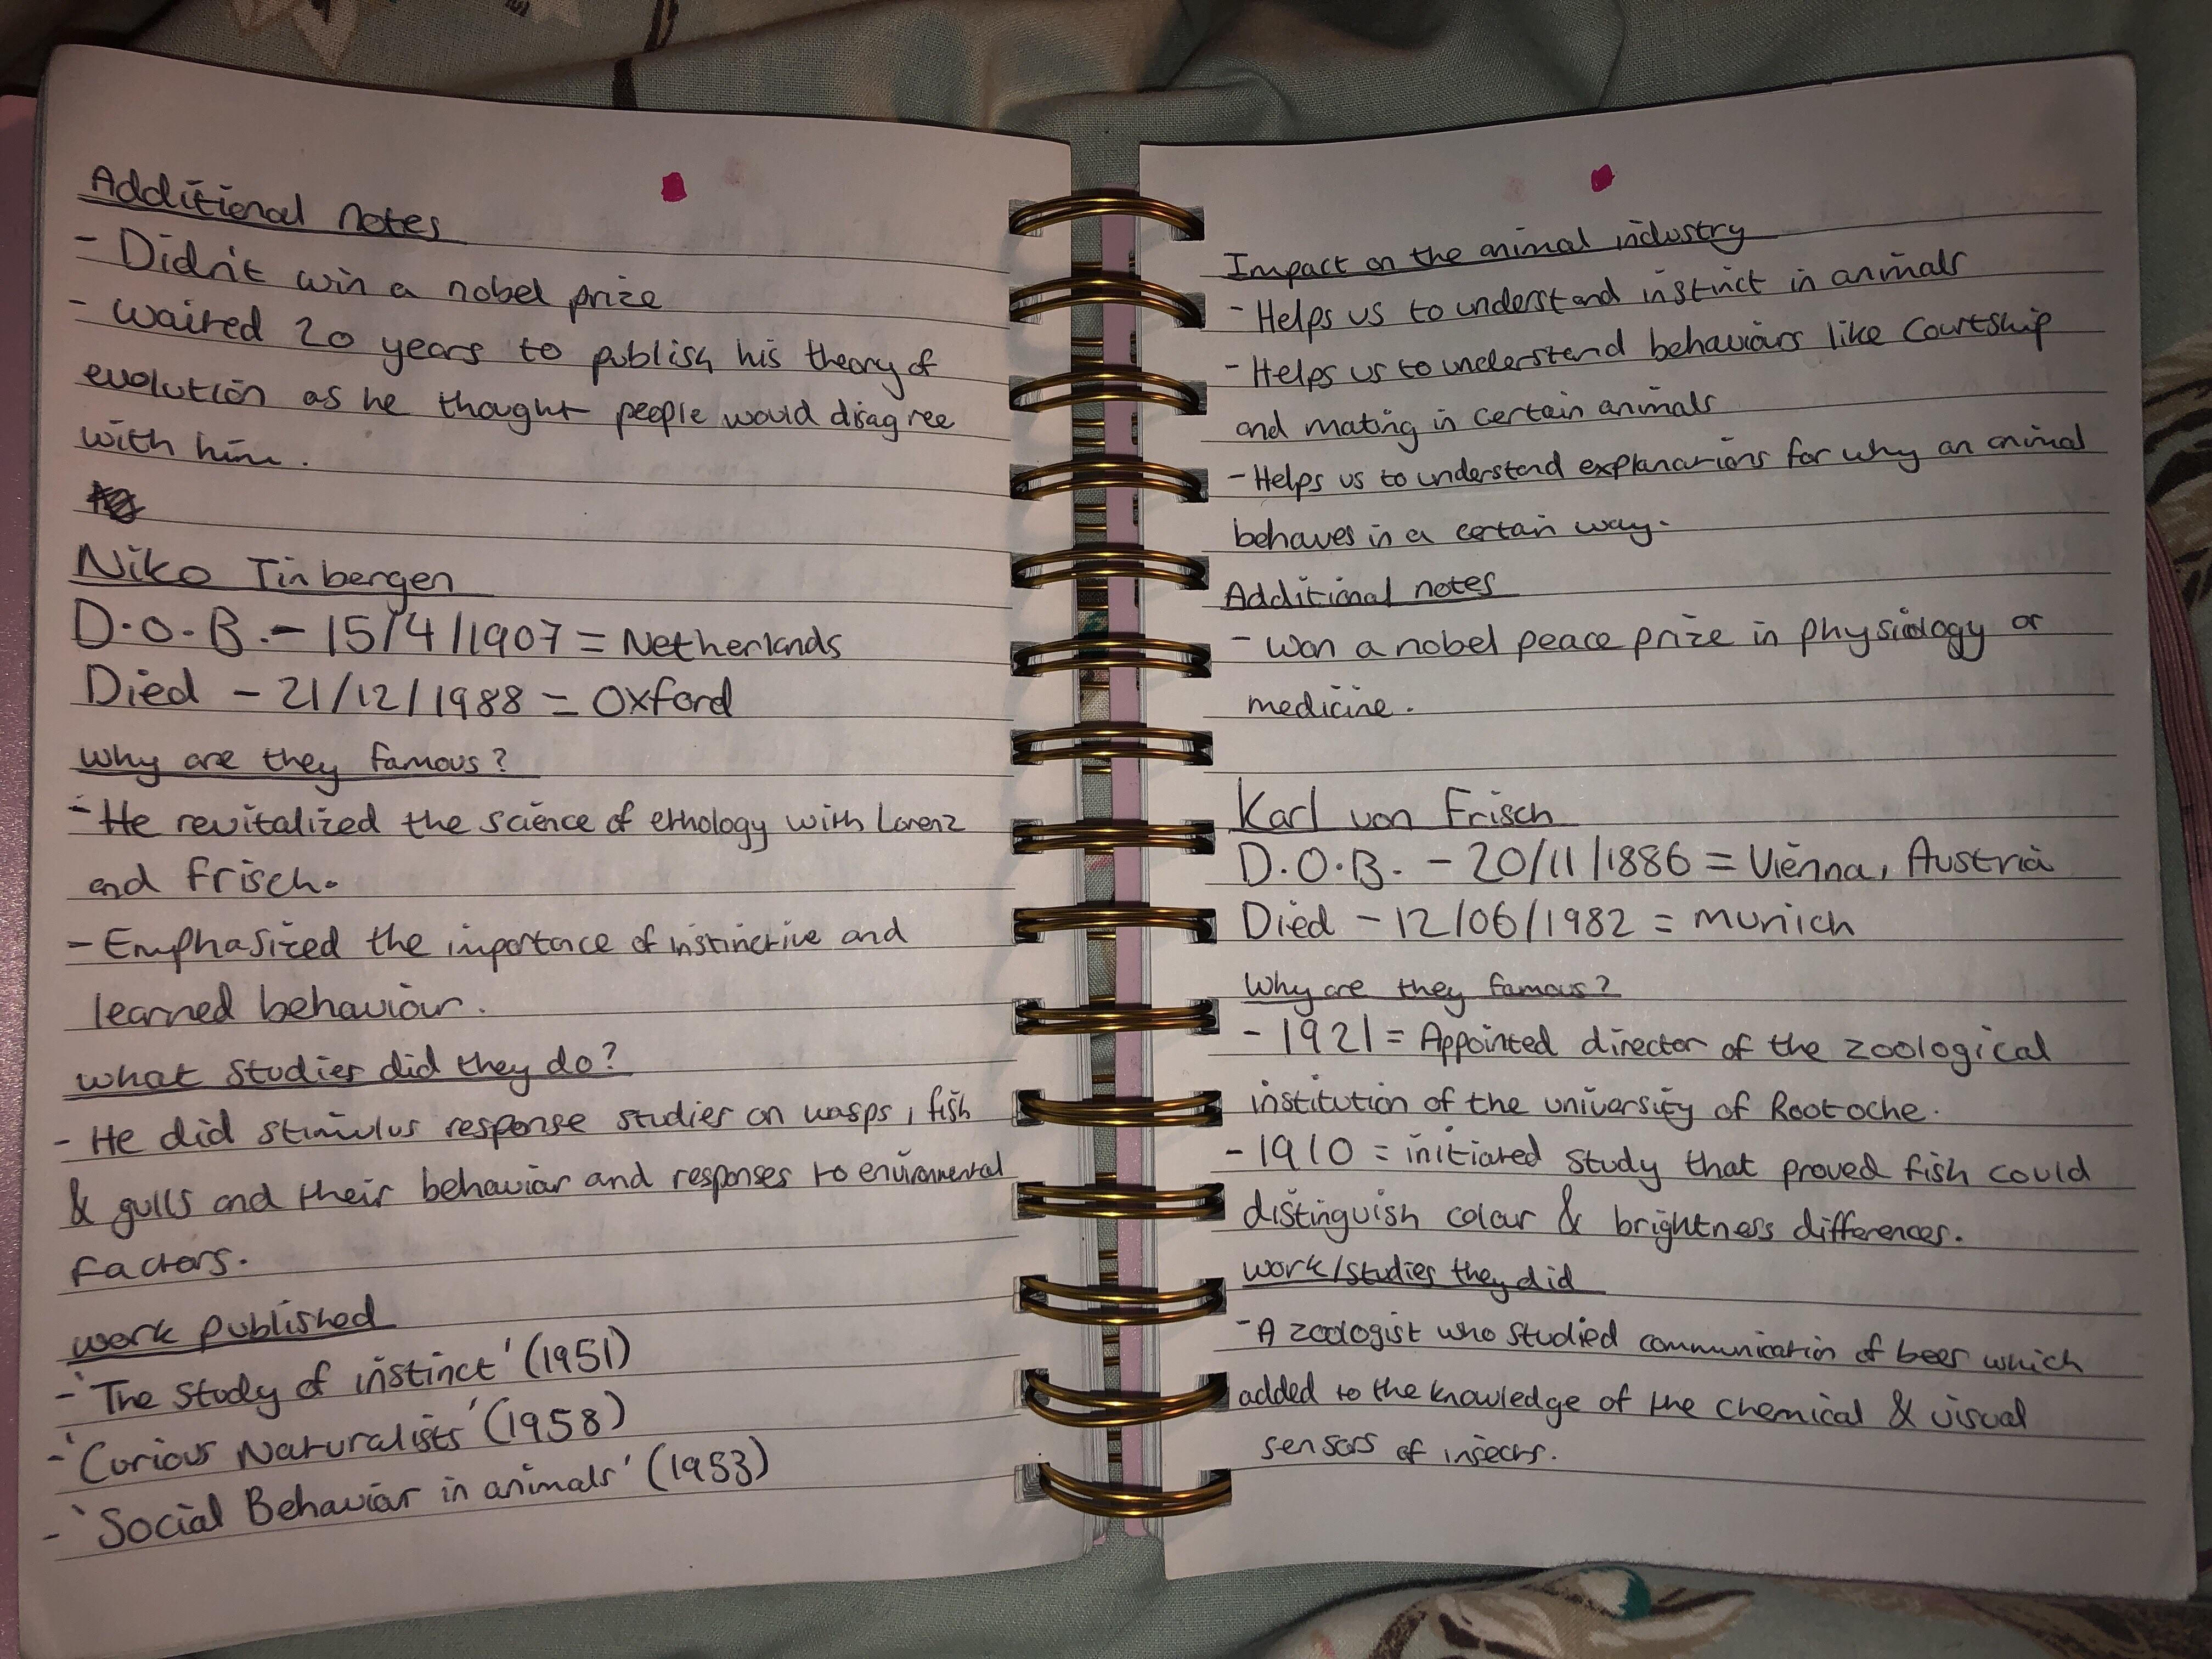 Additional notes
- Didn't win a nobel prize
- waited 20 years to publish his theory of
evolution as he thought people would disagree
with him.
Niko Tinbergen
D.O.B. - 15/4/1907 = Netherlands
Died - 21/12/1988 = Oxford
Why are they famous?
- He revitalized the science of ethology with Lorenz
and Frisch.
- Emphasized the importance of instinctive and
learned behaviour.
what studies did they do?
- He did stimulus response studies on wasps, fish
& gulls and their behaviour and responses to environmental
factors.
work published
- 'The study of instinct' (1951)
- 'Curious Naturalists' (1958)
- 'Social Behaviour in animals' (1953)
Impact on the animal industry
- Helps us to understand instinct in animals
- Helps us to understand behaviours like courtship
and mating in certain animals
- Helps us to understand explanations for why an animal
behaves in a certain way.
Additional notes
- won a nobel peace prize in physiology or
medicine.
Karl von Frisch
D.O.B. - 20/11/1886 = Vienna, Austria
Died - 12/06/1982 = munich
Why are they famous?
- 1921 = Appointed director of the zoological
institution of the university of Rootoche.
- 1910 = initiated study that proved fish could
distinguish colour & brightness differences.
work/studies they did
- A zoologist who studied communication of bees which
added to the knowledge of the chemical & visual
sensors of insects.